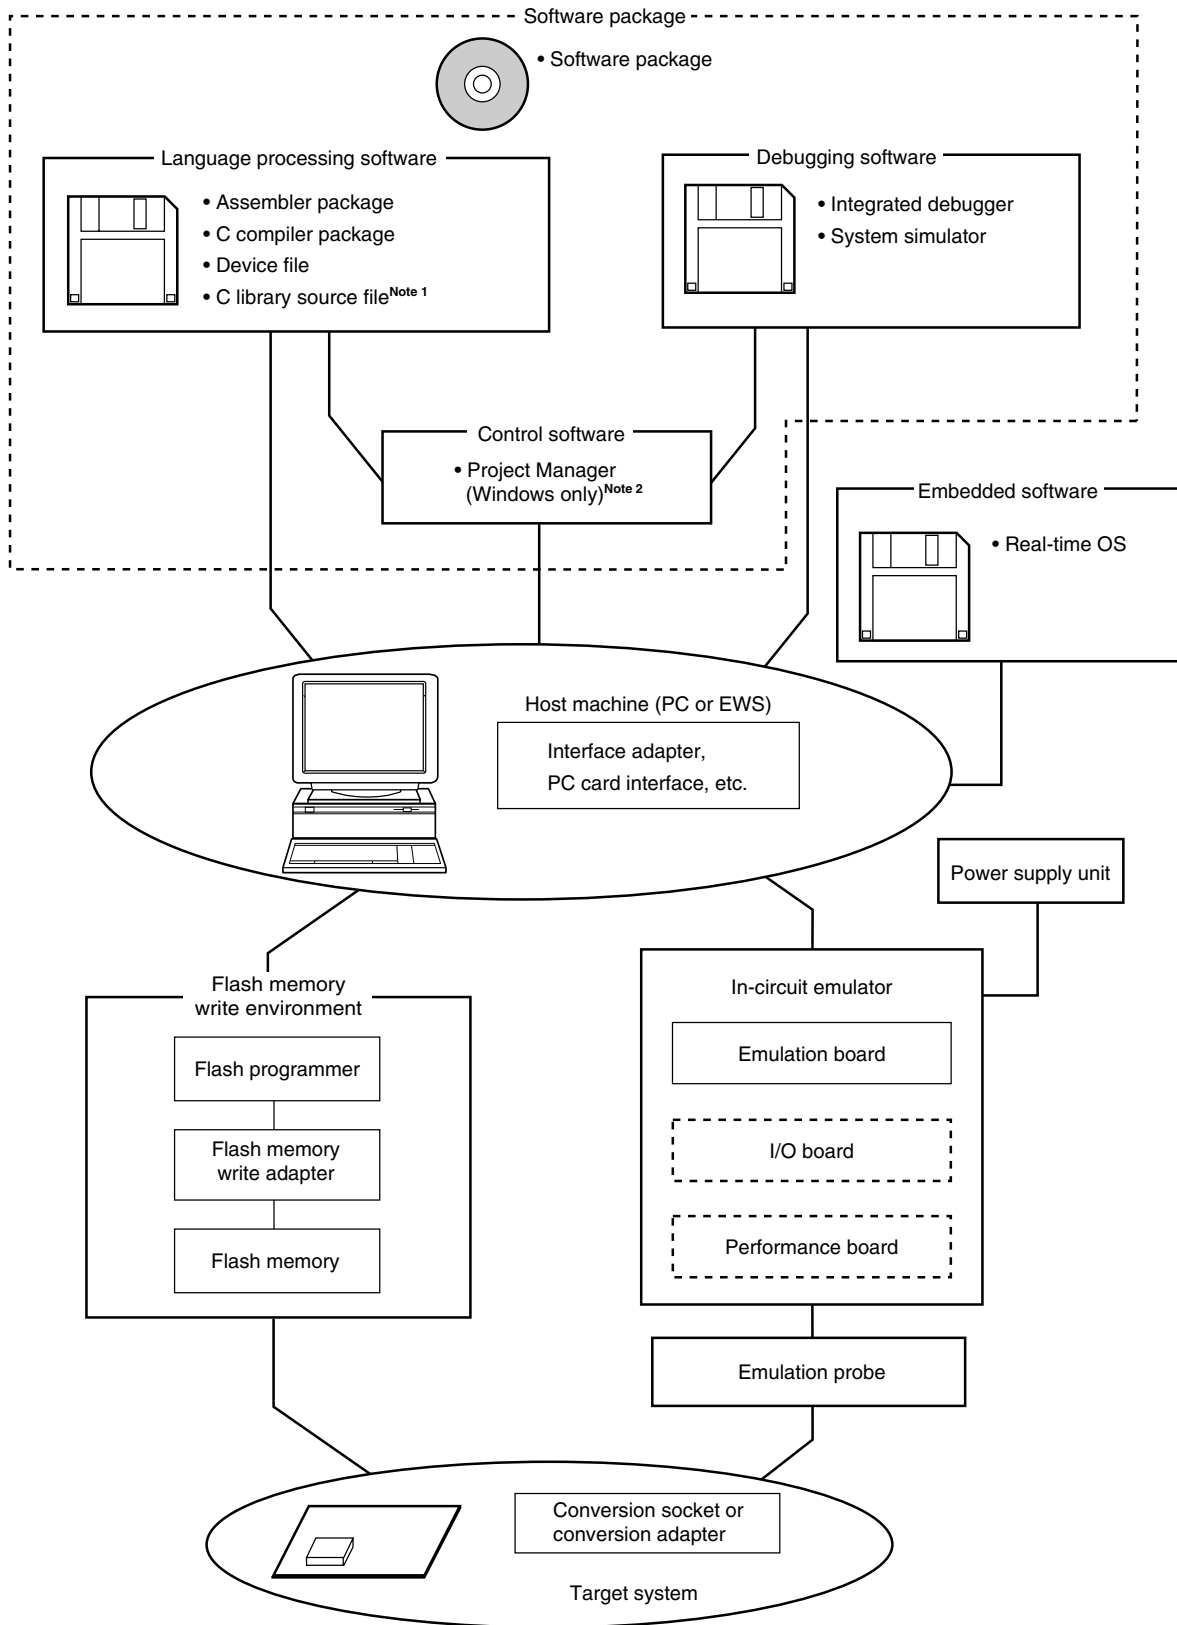 Software package
• Software package
Language processing software
• Assembler package
• C compiler package
• Device file
• C library source fileNote 1
Debugging software
• Integrated debugger
• System simulator
Control software
• Project Manager
(Windows only)Note 2
Embedded software
• Real-time OS
Host machine (PC or EWS)
Interface adapter,
PC card interface, etc.
Power supply unit
Flash memory
write environment
Flash programmer
Flash memory
write adapter
Flash memory
In-circuit emulator
Emulation board
I/O board
Performance board
Emulation probe
Conversion socket or
conversion adapter
Target system